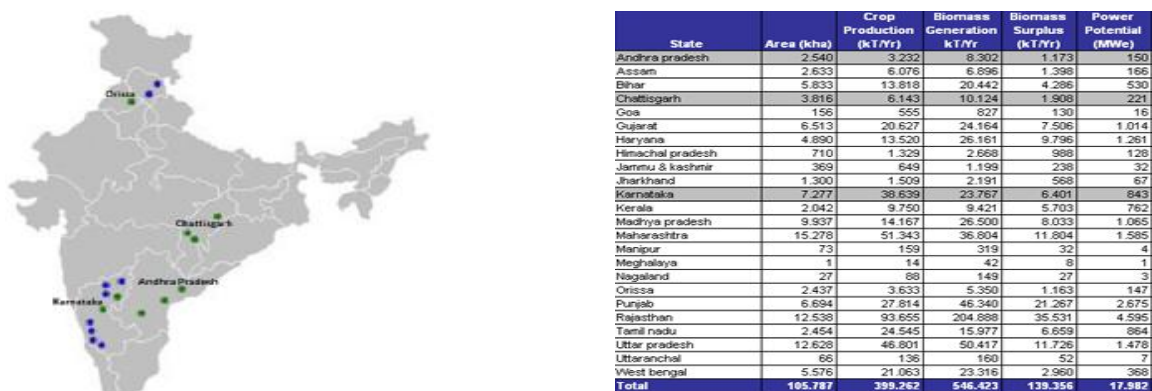 Orissa
Chattisgarh
Andhra Pradesh
Karnataka
State Area (kha) Crop Production (kT/Yr) Biomass Generation kT/Yr Biomass Surplus (kT/Yr) Power Potential (MWe)
Andhra pradesh 2.540 3.232 8.302 1.173 150
Assam 2.633 6.076 6.896 1.398 166
Bihar 5.833 13.818 20.442 4.286 530
Chattisgarh 3.816 6.143 10.124 1.908 221
Goa 156 555 827 130 16
Gujarat 6.513 20.627 24.164 7.506 1.014
Haryana 4.890 13.520 26.161 9.796 1.261
Himachal pradesh 710 1.329 2.668 988 128
Jammu & kashmir 369 649 1.199 238 32
Jharkhand 1.300 1.509 2.191 568 67
Karnataka 7.277 38.639 23.767 6.401 843
Kerala 2.042 9.750 9.421 5.703 762
Madhya pradesh 9.937 14.167 26.500 8.033 1.065
Maharashtra 15.278 51.343 36.804 11.804 1.585
Manipur 73 159 319 32 4
Meghalaya 1 14 42 8 1
Nagaland 27 88 149 27 3
Orissa 2.437 3.633 5.350 1.163 147
Punjab 6.694 27.814 46.340 21.267 2.675
Rajasthan 12.538 93.655 204.888 35.531 4.595
Tamil nadu 2.454 24.545 15.977 6.659 864
Uttar pradesh 12.628 46.801 50.417 11.726 1.478
Uttaranchal 66 136 160 52 7
West bengal 5.576 21.063 23.316 2.960 368
Total 105.787 399.262 546.423 139.356 17.982